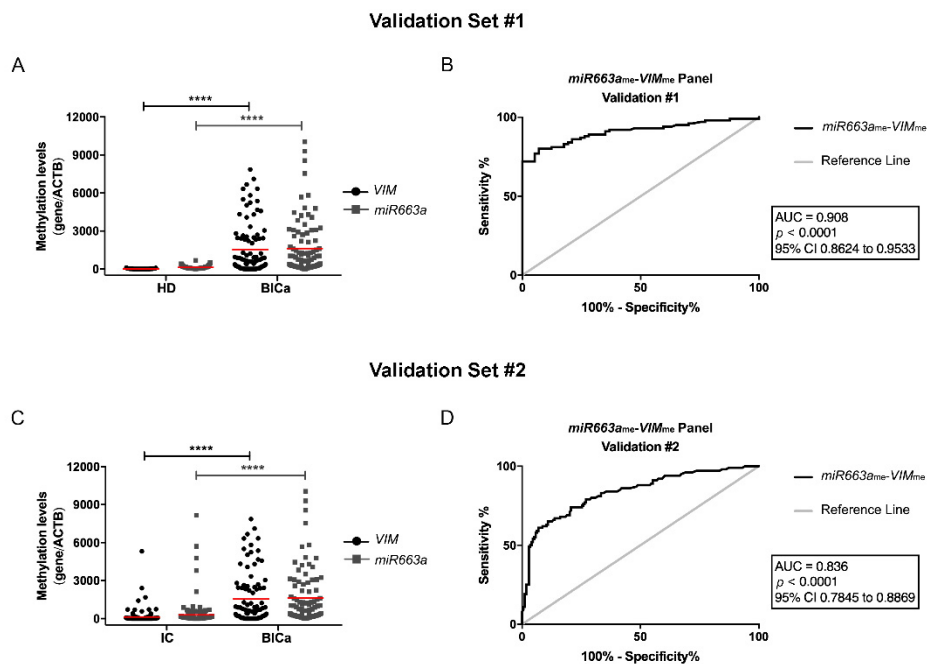 Validation Set #1
A
****
****
12000
9000
6000
3000
0
Methylation levels
(gene/ACTB)
HD
BlCa
VIM
miR663a
B
miR663ame-VIMme Panel
Validation #1
100
50
0
Sensitivity %
0
50
100
100% - Specificity%
miR663ame-VIMme
Reference Line
AUC = 0.908
p < 0.0001
95% CI 0.8624 to 0.9533
Validation Set #2
C
****
****
12000
9000
6000
3000
0
Methylation levels
(gene/ACTB)
IC
BlCa
VIM
miR663a
D
miR663ame-VIMme Panel
Validation #2
100
50
0
Sensitivity %
0
50
100
100% - Specificity%
miR663ame-VIMme
Reference Line
AUC = 0.836
p < 0.0001
95% CI 0.7845 to 0.8869